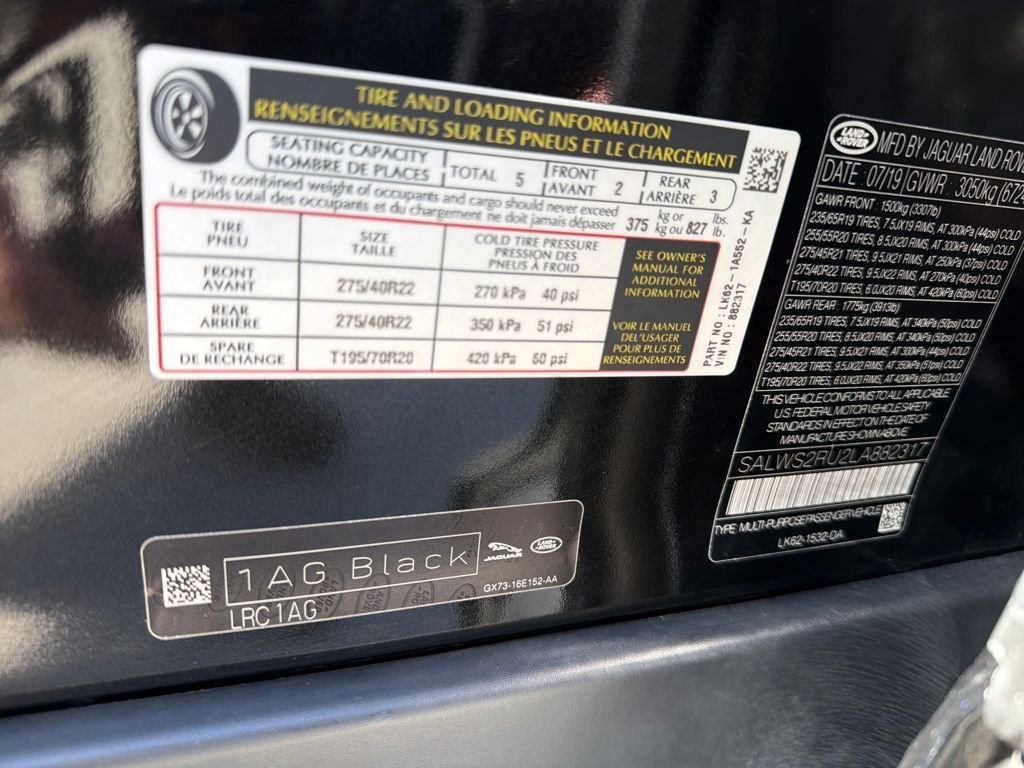 TIRE AND LOADING INFORMATION
RENSEIGNEMENTS SUR LES PNEUS ET LE CHARGEMENT
SEATING CAPACITY
NOMBRE DE PLACES
TOTAL 5
FRONT
AVANT 2
REAR
ARRIÈRE 3
The combined weight of occupants and cargo should never exceed
Le poids total des occupants et du chargement ne doit jamais dépasser
375 kg or
kg ou 827 lbs.
lb.
TIRE
PNEU
SIZE
TAILLE
COLD TIRE PRESSURE
PRESSION DES
PNEUS À FROID
FRONT
AVANT
275/40R22
270 kPa 40 psi
REAR
ARRIÈRE
275/40R22
350 kPa 51 psi
SPARE
DE RECHANGE
T195/70R20
420 kPa 60 psi
SEE OWNER'S
MANUAL FOR
ADDITIONAL
INFORMATION
VOIR LE MANUEL
DE L'USAGER
POUR PLUS DE
RENSEIGNEMENTS
PART NO : LK62-1A552-KA
VIN NO : 882317
LAND ROVER
MFD BY JAGUAR LAND ROV
DATE : 07/19 GVWR : 3050kg (672
GAWR FRONT : 1500kg (3307lb)
235/65R19 TIRES, 7.5JX19 RIMS, AT 300kPa (44psi) COLD
255/55R20 TIRES, 8.5JX20 RIMS, AT 300kPa (44psi) COLD
275/45R21 TIRES, 9.5JX21 RIMS, AT 250kPa (37psi) COLD
275/40R22 TIRES, 9.5JX22 RIMS, AT 270kPa (40psi) COLD
T195/70R20 TIRES, 6.0JX20 RIMS, AT 420kPa (60psi) COLD
GAWR REAR : 1775kg (3913lb)
235/65R19 TIRES, 7.5JX19 RIMS, AT 340kPa (50psi) COLD
255/55R20 TIRES, 8.5JX20 RIMS, AT 340kPa (50psi) COLD
275/45R21 TIRES, 9.5JX21 RIMS, AT 300kPa (44psi) COLD
275/40R22 TIRES, 9.5JX22 RIMS, AT 350kPa (51psi) COLD
T195/70R20 TIRES, 6.0JX20 RIMS, AT 420kPa (60psi) COLD
THIS VEHICLE CONFORMS TO ALL APPLICABLE
U.S. FEDERAL MOTOR VEHICLE SAFETY
STANDARDS IN EFFECT ON THE DATE OF
MANUFACTURE SHOWN ABOVE
SALWS2RU2LA882317
TYPE: MULTI-PURPOSE PASSENGER VEHICLE
LK62-1532-DA
1AG Black
JAGUAR
LAND ROVER
LRC1AG
GX73-16E152-AA